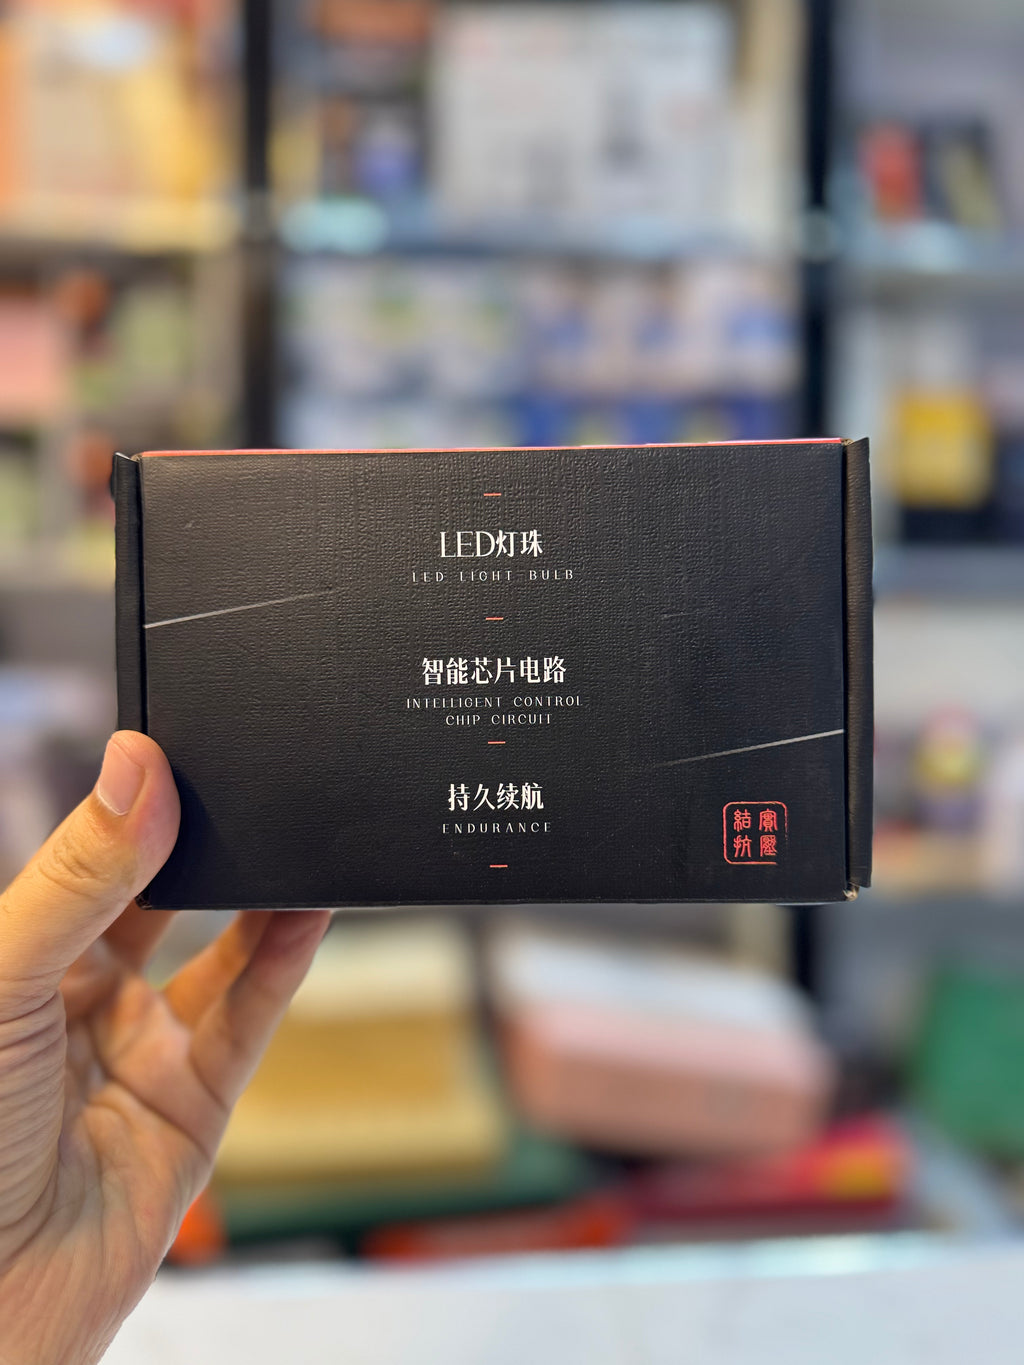 LED灯珠
LED LIGHT BULB
智能芯片电路
INTELLIGENT CONTROL
CHIP CIRCUIT
持久续航
ENDURANCE